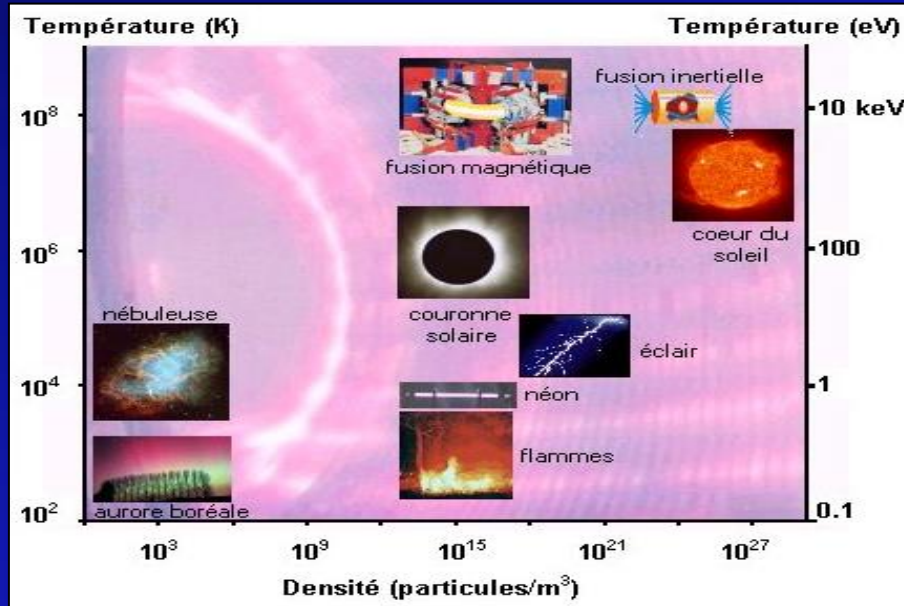 Température (K)
Température (eV)
fusion inertielle
10⁸
10 keV
fusion magnétique
coeur du
soleil
10⁶
100
nébuleuse
couronne
solaire
éclair
10⁴
1
néon
flammes
aurore boréale
10²
0.1
10³ 10⁹ 10¹⁵ 10²¹ 10²⁷
Densité (particules/m³)